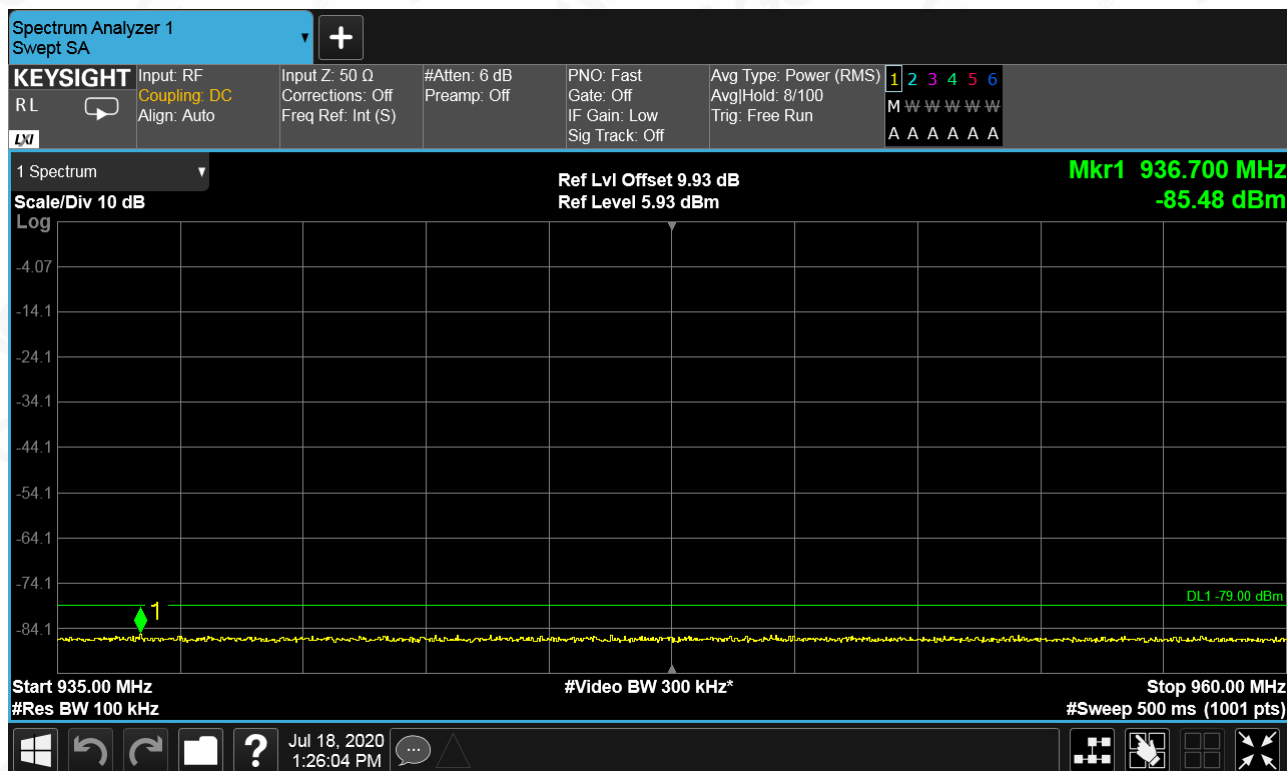 Spectrum Analyzer 1
Swept SA
+
KEYSIGHT
R L
LXI
Input: RF
Coupling: DC
Align: Auto
Input Z: 50 Ω
Corrections: Off
Freq Ref: Int (S)
#Atten: 6 dB
Preamp: Off
PNO: Fast
Gate: Off
IF Gain: Low
Sig Track: Off
Avg Type: Power (RMS)
Avg|Hold: 8/100
Trig: Free Run
1 2 3 4 5 6
M W W W W W
A A A A A A
1 Spectrum
Scale/Div 10 dB
Ref Lvl Offset 9.93 dB
Ref Level 5.93 dBm
Mkr1 936.700 MHz
-85.48 dBm
Log
-4.07
-14.1
-24.1
-34.1
-44.1
-54.1
-64.1
-74.1
DL1 -79.00 dBm
1
-84.1
Start 935.00 MHz
#Video BW 300 kHz*
Stop 960.00 MHz
#Res BW 100 kHz
#Sweep 500 ms (1001 pts)
?
Jul 18, 2020
1:26:04 PM